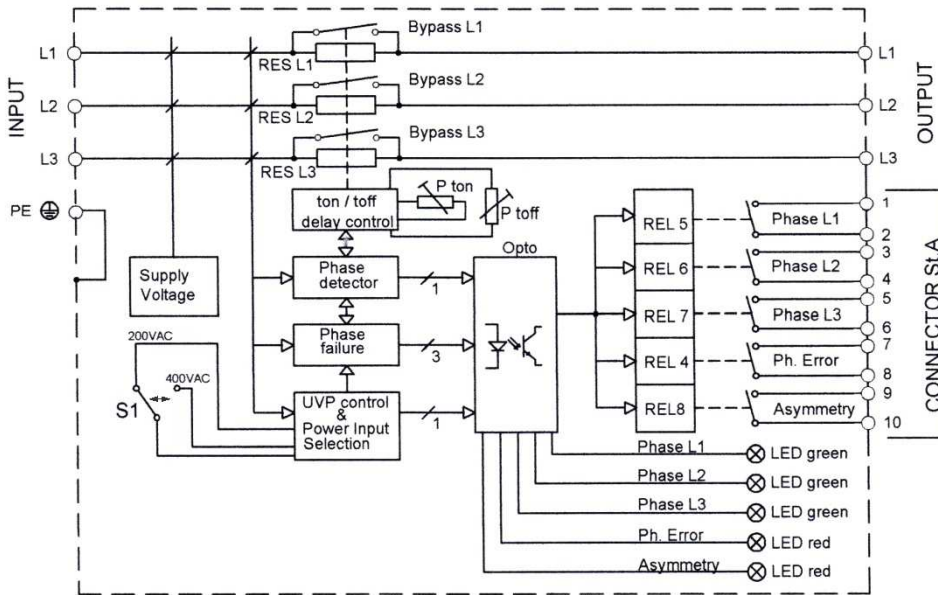 Bypass L1
L1
RES L1
L1
Bypass L2
L2
RES L2
L2
Bypass L3
L3
RES L3
L3
INPUT
OUTPUT
PE
ton / toff
delay control
P ton
P toff
Supply
Voltage
Phase
detector
1
Phase
failure
3
UVP control
&
Power Input
Selection
1
200VAC
400VAC
S1
Opto
REL 5
Phase L1
1
2
REL 6
Phase L2
3
4
REL 7
Phase L3
5
6
REL 4
Ph. Error
7
8
REL8
Asymmetry
9
10
CONNECTOR St.A
Phase L1
LED green
Phase L2
LED green
Phase L3
LED green
Ph. Error
LED red
Asymmetry
LED red